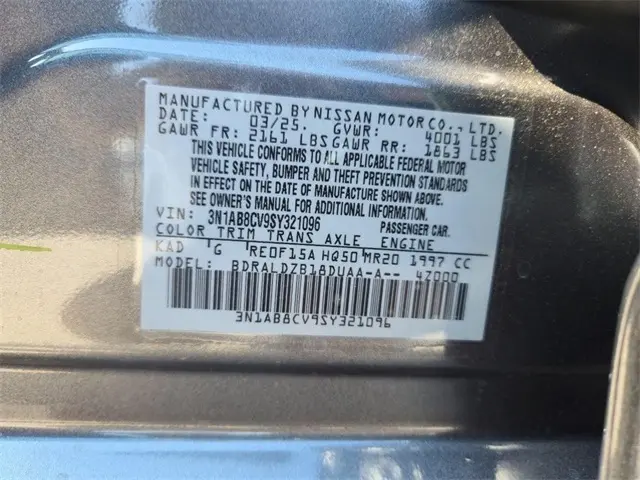 MANUFACTURED BY NISSAN MOTOR CO., LTD.
DATE: 03/25. GVWR: 4001 LBS
GAWR FR: 2161 LBS GAWR RR: 1863 LBS
THIS VEHICLE CONFORMS TO ALL APPLICABLE FEDERAL MOTOR
VEHICLE SAFETY, BUMPER AND THEFT PREVENTION STANDARDS
IN EFFECT ON THE DATE OF MANUFACTURE SHOWN ABOVE.
SEE OWNER'S MANUAL FOR ADDITIONAL INFORMATION.
VIN: 3N1AB8CV9SY321096 PASSENGER CAR.
COLOR TRIM TRANS AXLE ENGINE
KAD G RE0F15A HQ50 MR20 1997 CC
MODEL: BDRALDZB18DUAA-A-- 4Z000
3N1AB8CV9SY321096